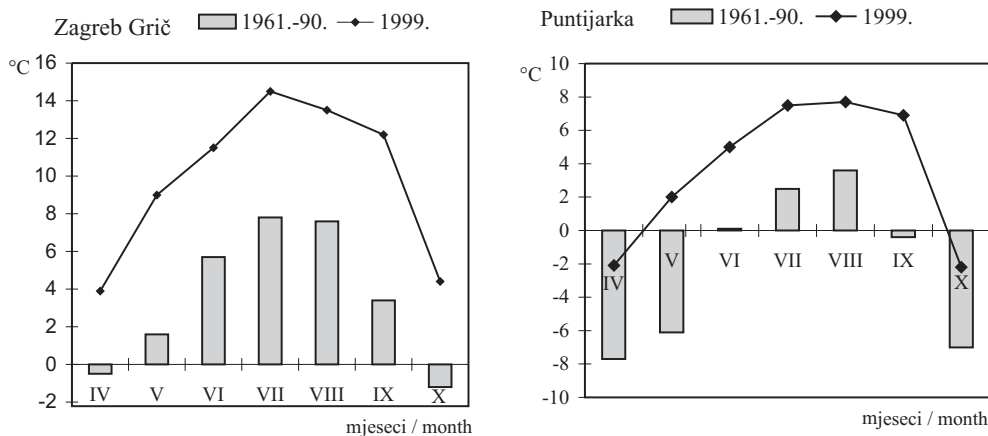 Zagreb Grič 1961.-90. 1999.
°C
16
14
12
10
8
6
4
2
0
-2
IV V VI VII VIII IX X
mjeseci / month
Puntijarka 1961.-90. 1999.
°C
10
8
6
4
2
0
-2
-4
-6
-8
-10
IV V VI VII VIII IX X
mjeseci / month